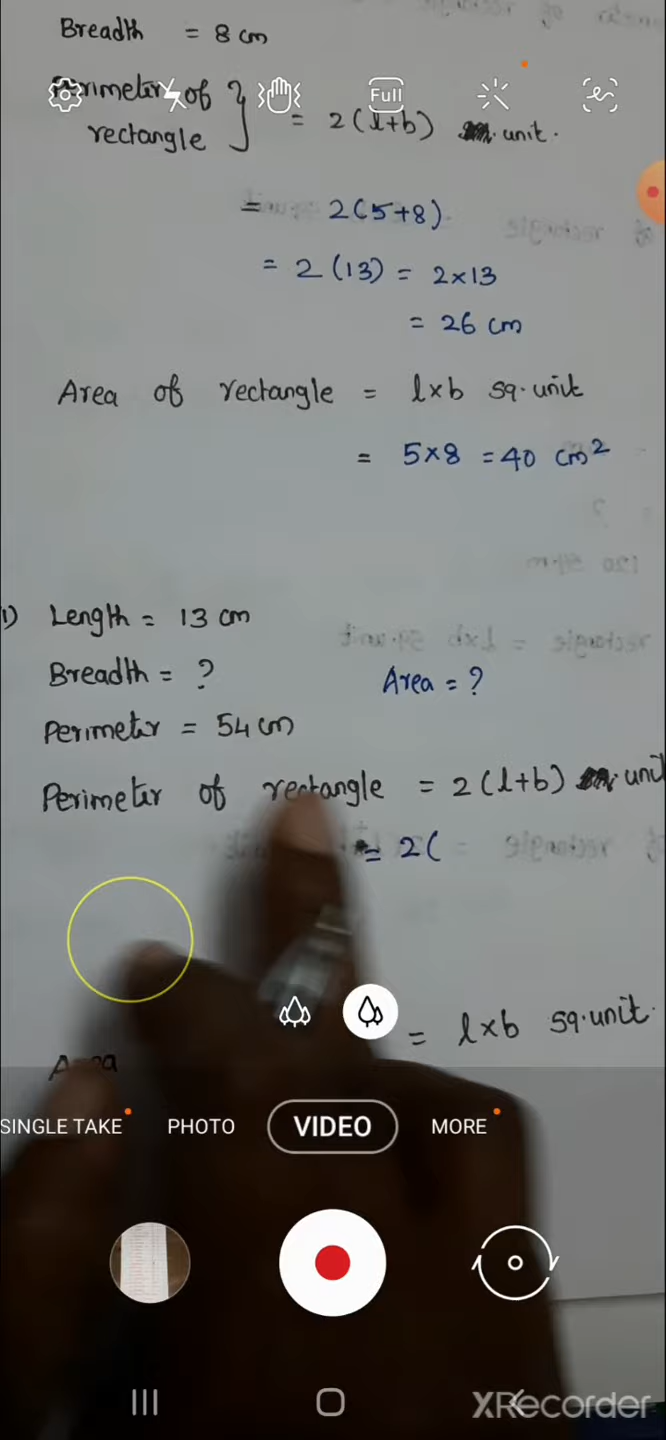 Breadth = 8 cm
Perimeter of
rectangle } = 2(l+b) unit.
Full
= 2(5+8)
= 2(13) = 2×13
= 26 cm
Area of rectangle = l×b sq.unit
= 5×8 = 40 cm²
1) Length = 13 cm
Breadth = ?
Area = ?
Perimeter = 54 cm
Perimeter of rectangle = 2(l+b) unit
= 2(
= l×b sq.unit.
Area
SINGLE TAKE PHOTO VIDEO MORE
XRecorder